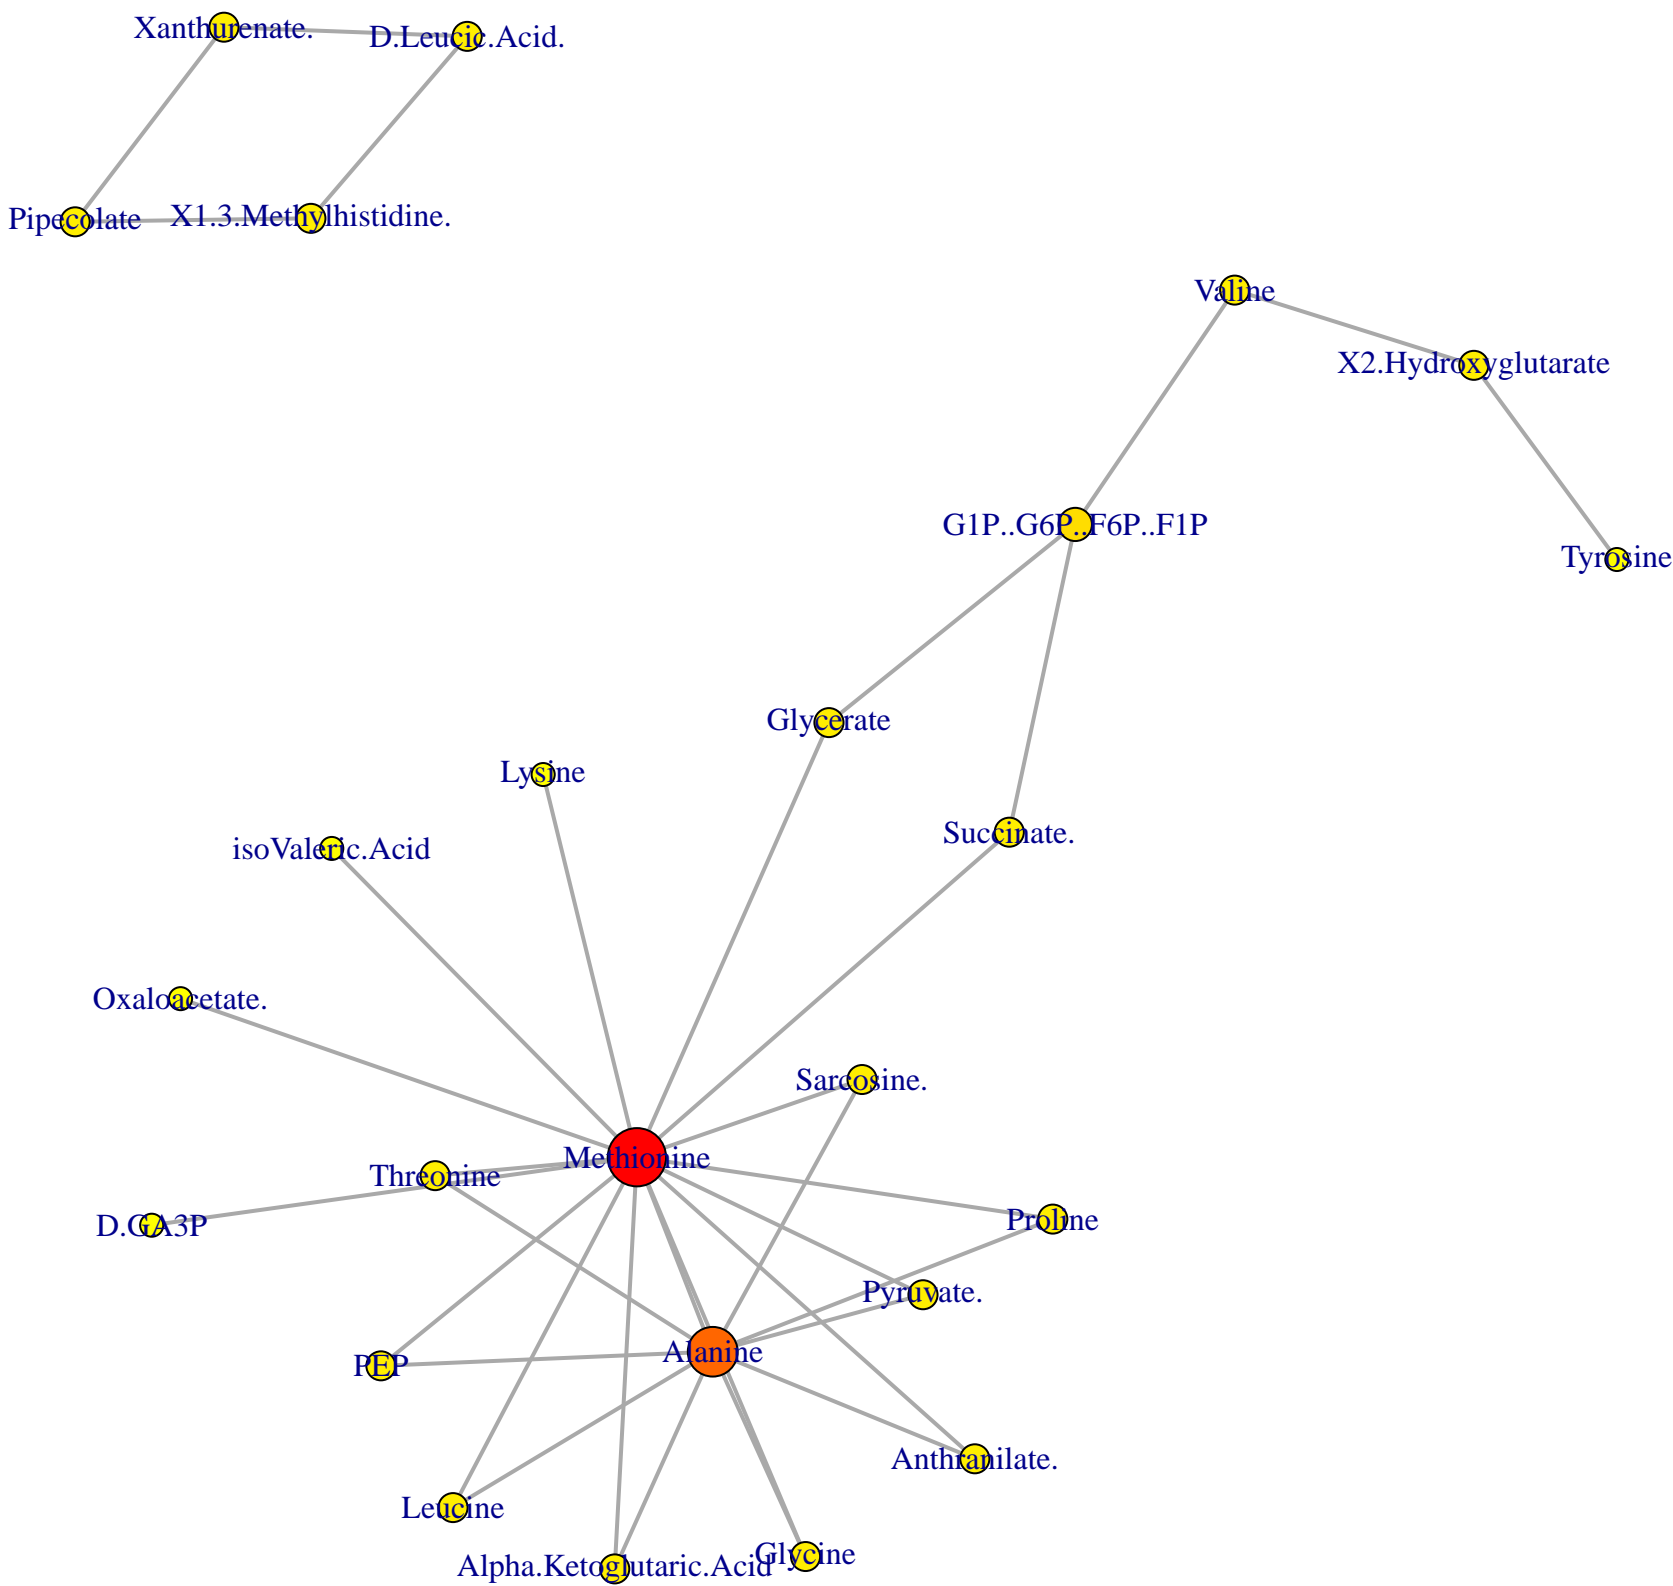 Xanthurenate.
D.Leucic.Acid.
Pipecolate
X1.3.Methylhistidine.
Valine
X2.Hydroxyglutarate
G1P..G6P..F6P..F1P
Tyrosine
Glycerate
Lysine
Succinate.
isoValeric.Acid
Oxaloacetate.
Sarcosine.
Methionine
Threonine
D.GA3P
Proline
Pyruvate.
Alanine
PEP
Anthranilate.
Leucine
Alpha.Ketoglutaric.Acid
Glycine